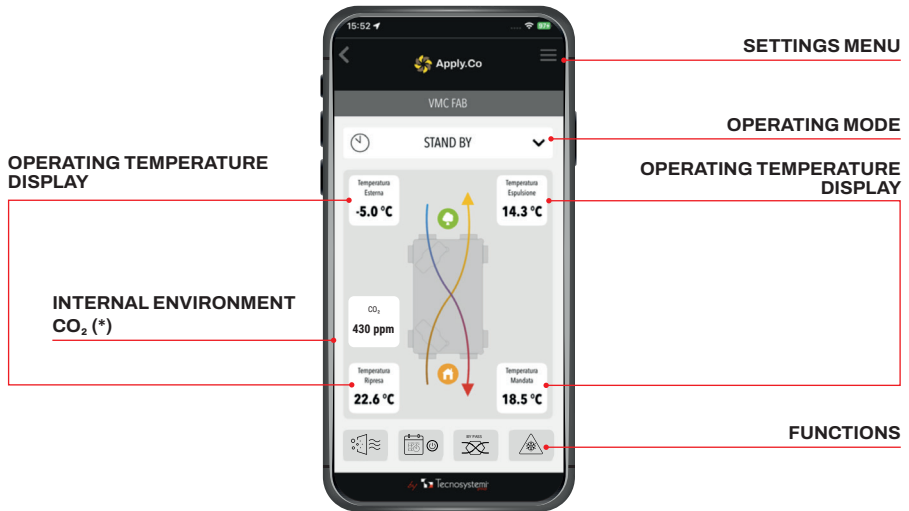 15:52
97+
Apply.Co
SETTINGS MENU
VMC FAB
OPERATING MODE
STAND BY
OPERATING TEMPERATURE
DISPLAY
OPERATING TEMPERATURE
DISPLAY
Temperatura
Esterna
-5.0 °C
Temperatura
Espulsione
14.3 °C
INTERNAL ENVIRONMENT
CO₂ (*)
CO₂
430 ppm
Temperatura
Ripresa
22.6 °C
Temperatura
Mandata
18.5 °C
FUNCTIONS
BY-PASS
by Tecnosystemi